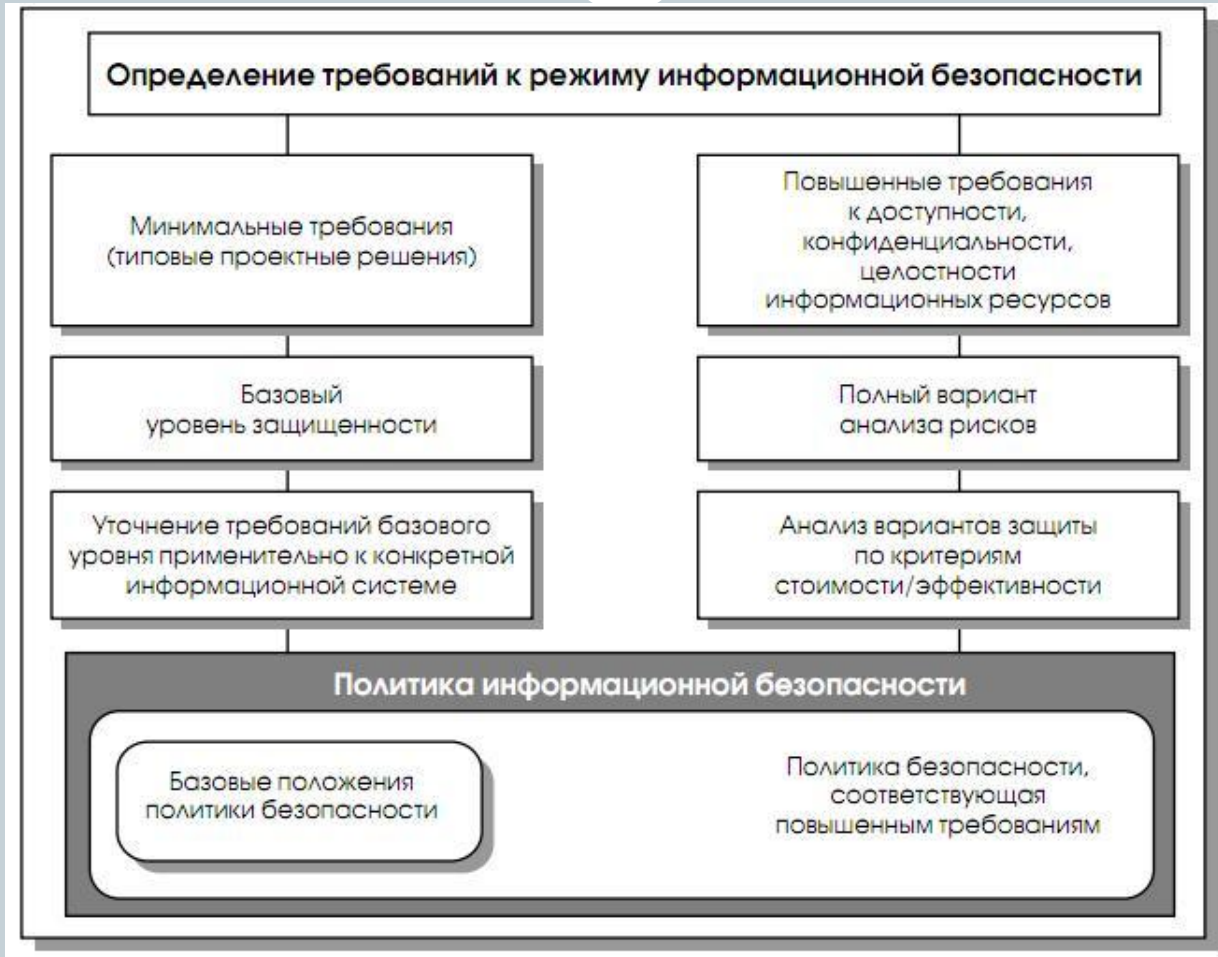 Определение требований к режиму информационной безопасности
Минимальные требования
(типовые проектные решения)
Повышенные требования
к доступности,
конфиденциальности,
целостности
информационных ресурсов
Базовый
уровень защищенности
Полный вариант
анализа рисков
Уточнение требований базового
уровня применительно к конкретной
информационной системе
Анализ вариантов защиты
по критериям
стоимости/эффективности
Политика информационной безопасности
Базовые положения
политики безопасности
Политика безопасности,
соответствующая
повышенным требованиям